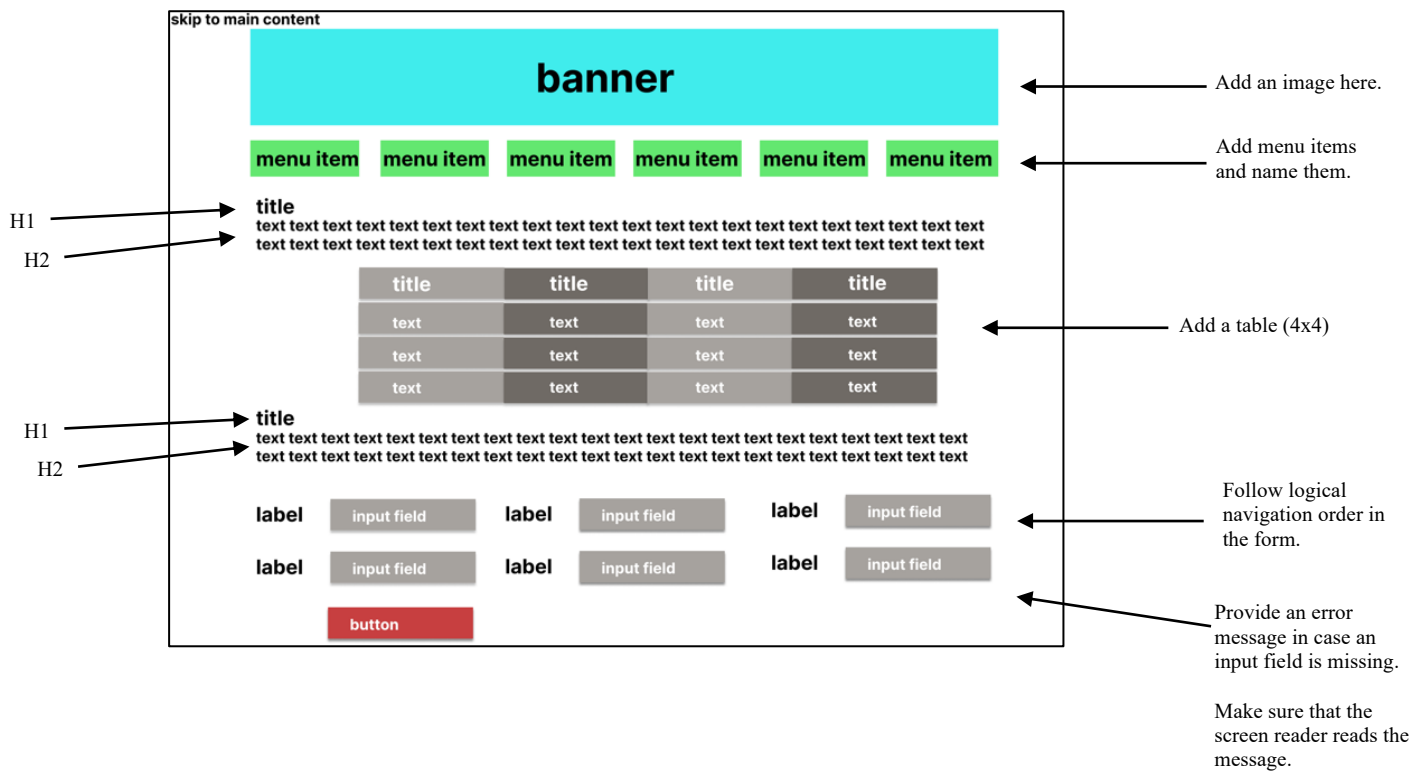 skip to main content
banner
Add an image here.
menu item menu item menu item menu item menu item menu item
Add menu items
and name them.
H1
title
H2
text text text text text text text text text text text text text text text text text text text text text text
text text text text text text text text text text text text text text text text text text text text text text
title title title title
text text text text
text text text text
text text text text
Add a table (4x4)
H1
title
H2
text text text text text text text text text text text text text text text text text text text text text text
text text text text text text text text text text text text text text text text text text text text text text
label input field label input field label input field
label input field label input field label input field
button
Follow logical
navigation order in
the form.
Provide an error
message in case an
input field is missing.
Make sure that the
screen reader reads the
message.